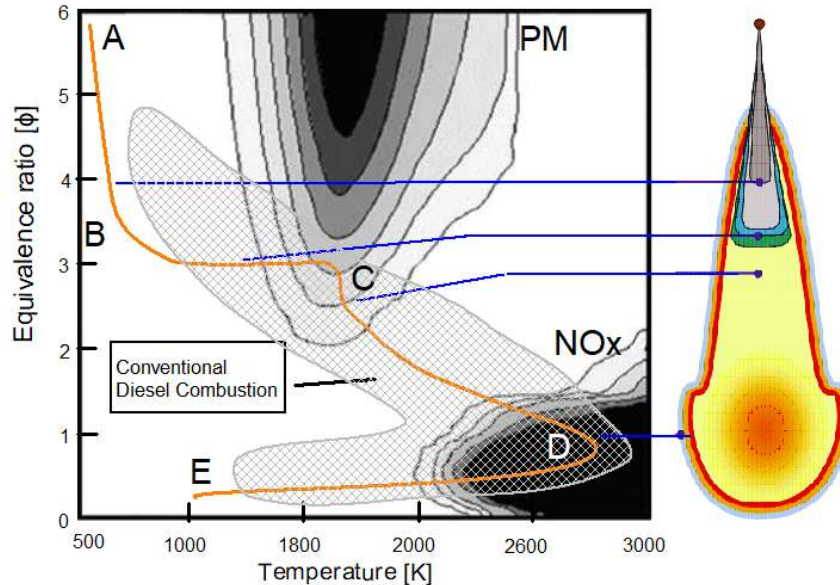 6
A
PM
5
Equivalence ratio [ϕ]
4
B
3
C
2
NOx
Conventional
Diesel Combustion
1
D
E
0
500
1000
1800
2000
2600
3000
Temperature [K]